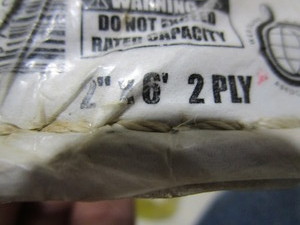 WARNING
DO NOT EXCEED
RATED CAPACITY
2" x 6' 2 PLY